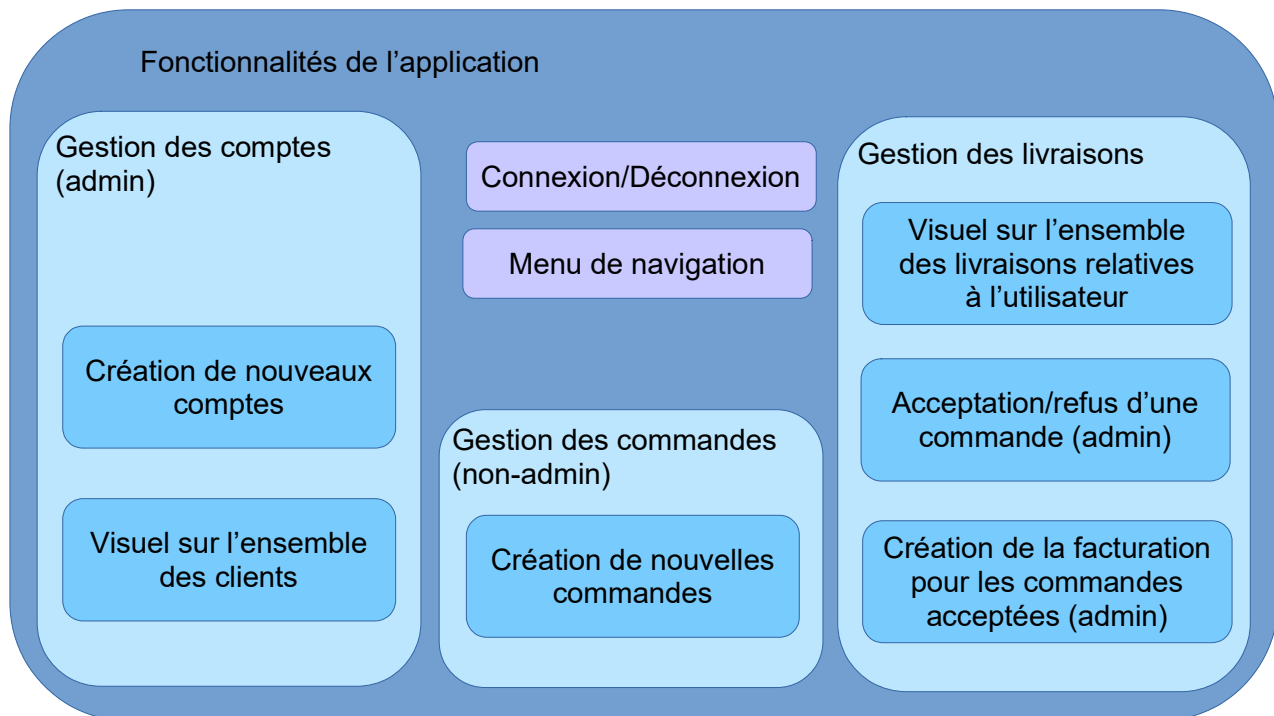 Fonctionnalités de l’application
Gestion des comptes
(admin)
Création de nouveaux
comptes
Visuel sur l’ensemble
des clients
Connexion/Déconnexion
Menu de navigation
Gestion des commandes
(non-admin)
Création de nouvelles
commandes
Gestion des livraisons
Visuel sur l’ensemble
des livraisons relatives
à l’utilisateur
Acceptation/refus d’une
commande (admin)
Création de la facturation
pour les commandes
acceptées (admin)